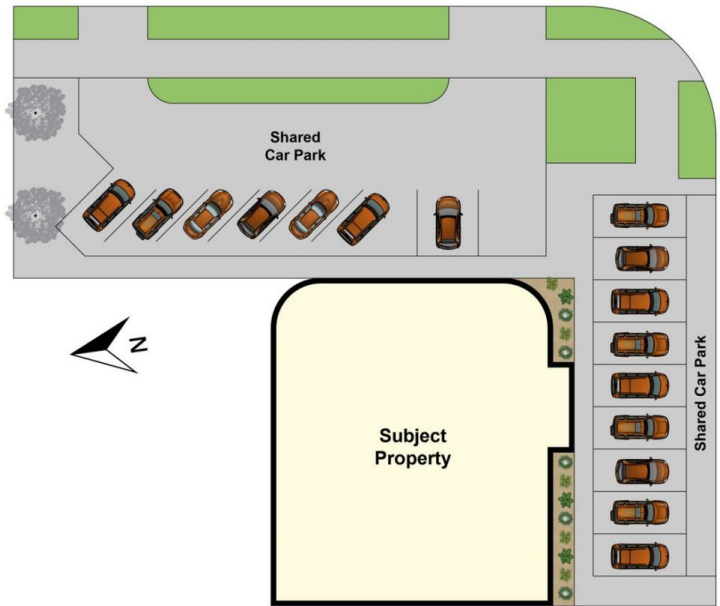 Shared
Car Park
Shared Car Park
N
Subject
Property